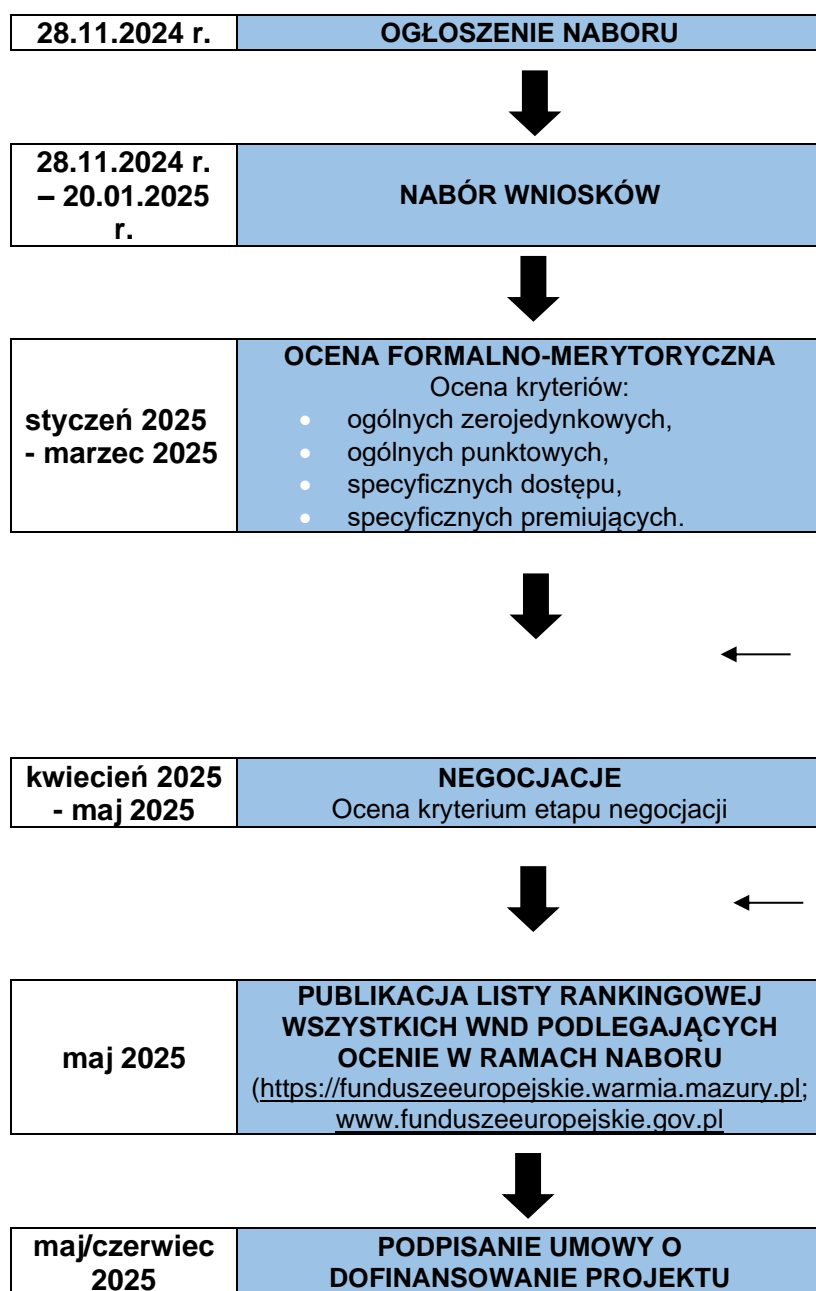 28.11.2024 r.
OGŁOSZENIE NABORU
28.11.2024 r.
– 20.01.2025
r.
NABÓR WNIOSKÓW
styczeń 2025
- marzec 2025
OCENA FORMALNO-MERYTORYCZNA
Ocena kryteriów:
• ogólnych zerojedynkowych,
• ogólnych punktowych,
• specyficznych dostępu,
• specyficznych premiujących.
kwiecień 2025
- maj 2025
NEGOCJACJE
Ocena kryterium etapu negocjacji
maj 2025
PUBLIKACJA LISTY RANKINGOWEJ
WSZYSTKICH WND PODLEGAJĄCYCH
OCENIE W RAMACH NABORU
(https://funduszeeuropejskie.warmia.mazury.pl;
www.funduszeeuropejskie.gov.pl
maj/czerwiec
2025
PODPISANIE UMOWY O
DOFINANSOWANIE PROJEKTU